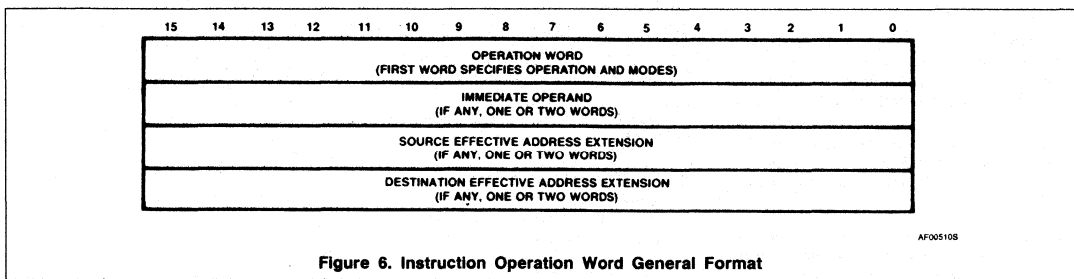 15 14 13 12 11 10 9 8 7 6 5 4 3 2 1 0
OPERATION WORD
(FIRST WORD SPECIFIES OPERATION AND MODES)
IMMEDIATE OPERAND
(IF ANY, ONE OR TWO WORDS)
SOURCE EFFECTIVE ADDRESS EXTENSION
(IF ANY, ONE OR TWO WORDS)
DESTINATION EFFECTIVE ADDRESS EXTENSION
(IF ANY, ONE OR TWO WORDS)
AF00510S
Figure 6. Instruction Operation Word General Format